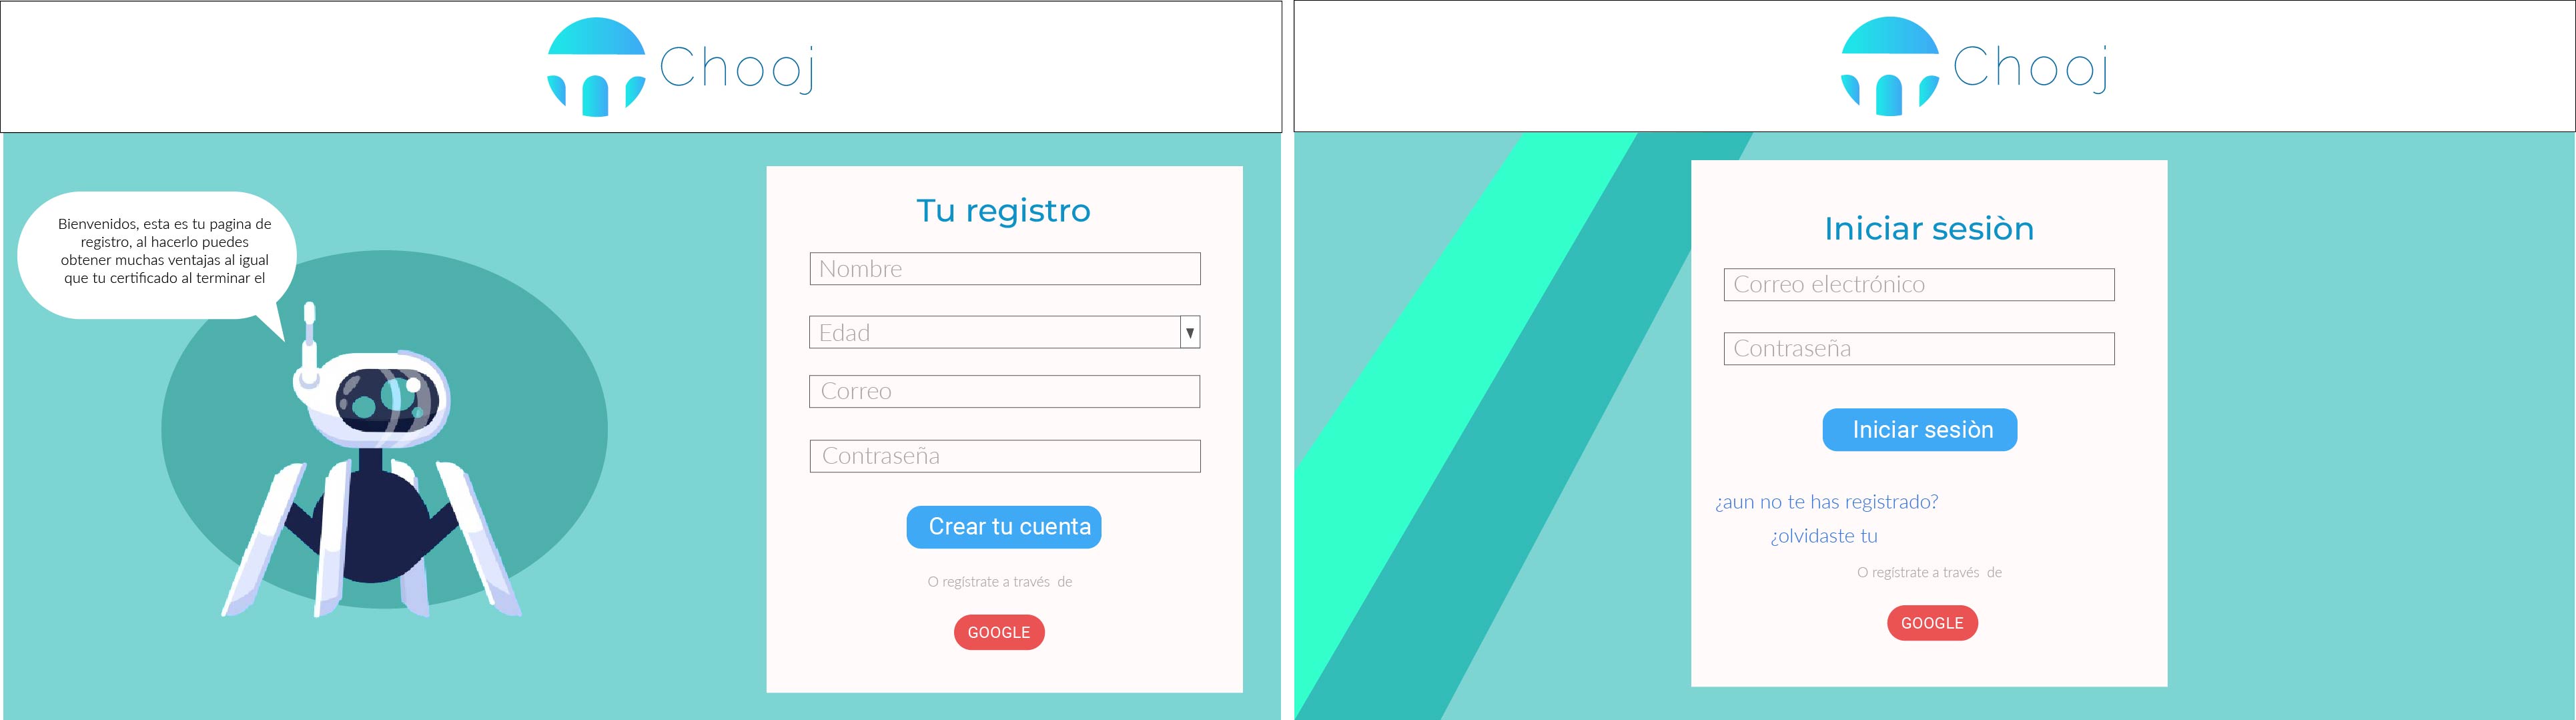 Chooj
Bienvenidos, esta es tu pagina de
registro, al hacerlo puedes
obtener muchas ventajas al igual
que tu certificado al terminar el
Tu registro
Nombre
Edad
Correo
Contraseña
Crear tu cuenta
O regístrate a través  de
GOOGLE
Chooj
Iniciar sesiòn
Correo electrónico
Contraseña
Iniciar sesiòn
¿aun no te has registrado?
¿olvidaste tu
O regístrate a través  de
GOOGLE